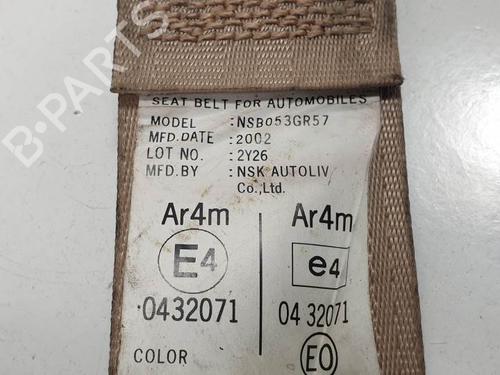 B-PARTS
SEAT BELT FOR AUTOMOBILES
MODEL : NSB053GR57
MFD.DATE : 2002
LOT NO. : 2Y26
MFD.BY : NSK AUTOLIV
Co.,Ltd.
Ar4m Ar4m
E4 e4
0432071 04 32071
COLOR EO